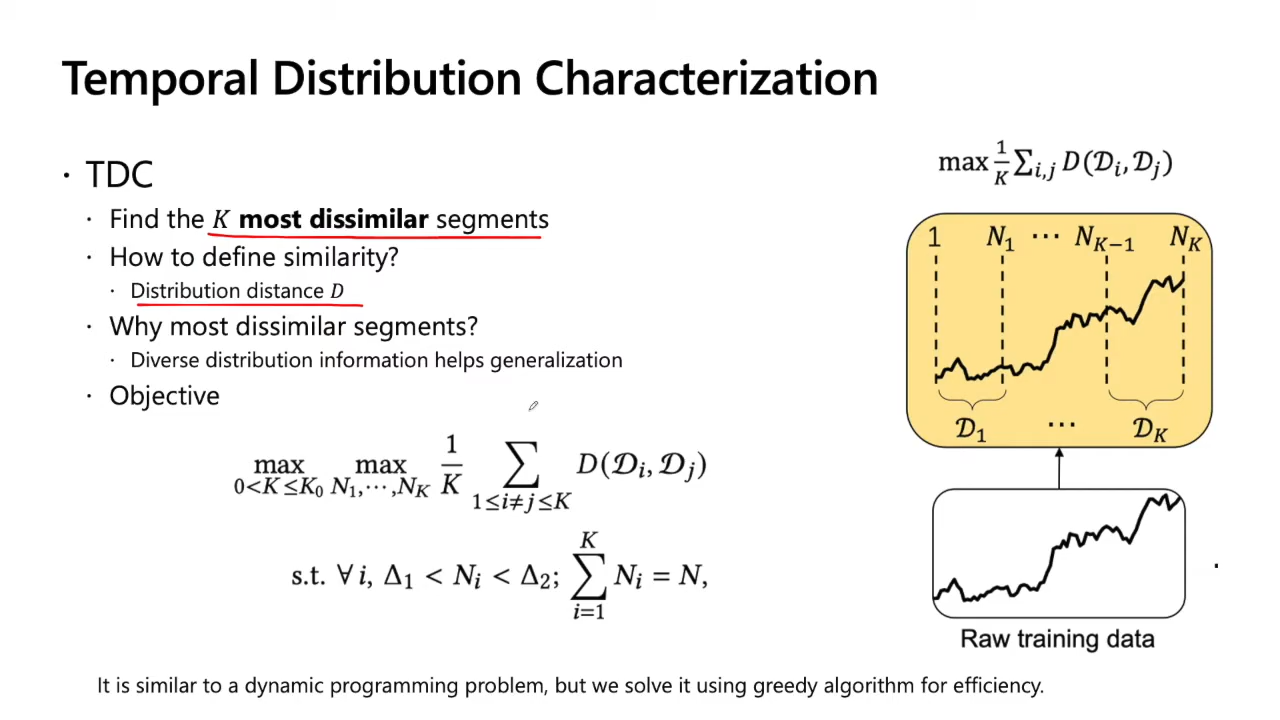 Temporal Distribution Characterization
· TDC
· Find the K most dissimilar segments
· How to define similarity?
· Distribution distance D
· Why most dissimilar segments?
· Diverse distribution information helps generalization
· Objective
max 0<K≤K₀ max N₁,⋯,N_K 1/K ∑ 1≤i≠j≤K D(𝒟ᵢ, 𝒟ⱼ)
s.t. ∀ i, Δ₁ < Nᵢ < Δ₂; ∑ i=1 K Nᵢ = N,
max 1/K ∑ᵢ,ⱼ D(𝒟ᵢ, 𝒟ⱼ)
1 N₁ ⋯ N_{K−1} N_K
𝒟₁ ⋯ 𝒟_K
Raw training data
It is similar to a dynamic programming problem, but we solve it using greedy algorithm for efficiency.